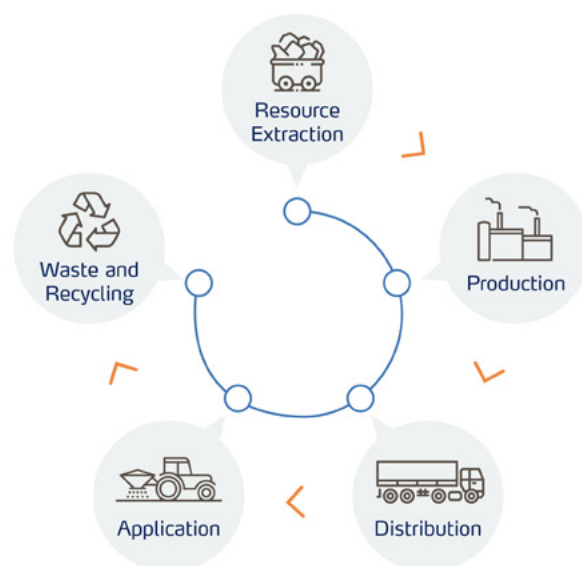 Resource
Extraction
Production
Distribution
Application
Waste and
Recycling